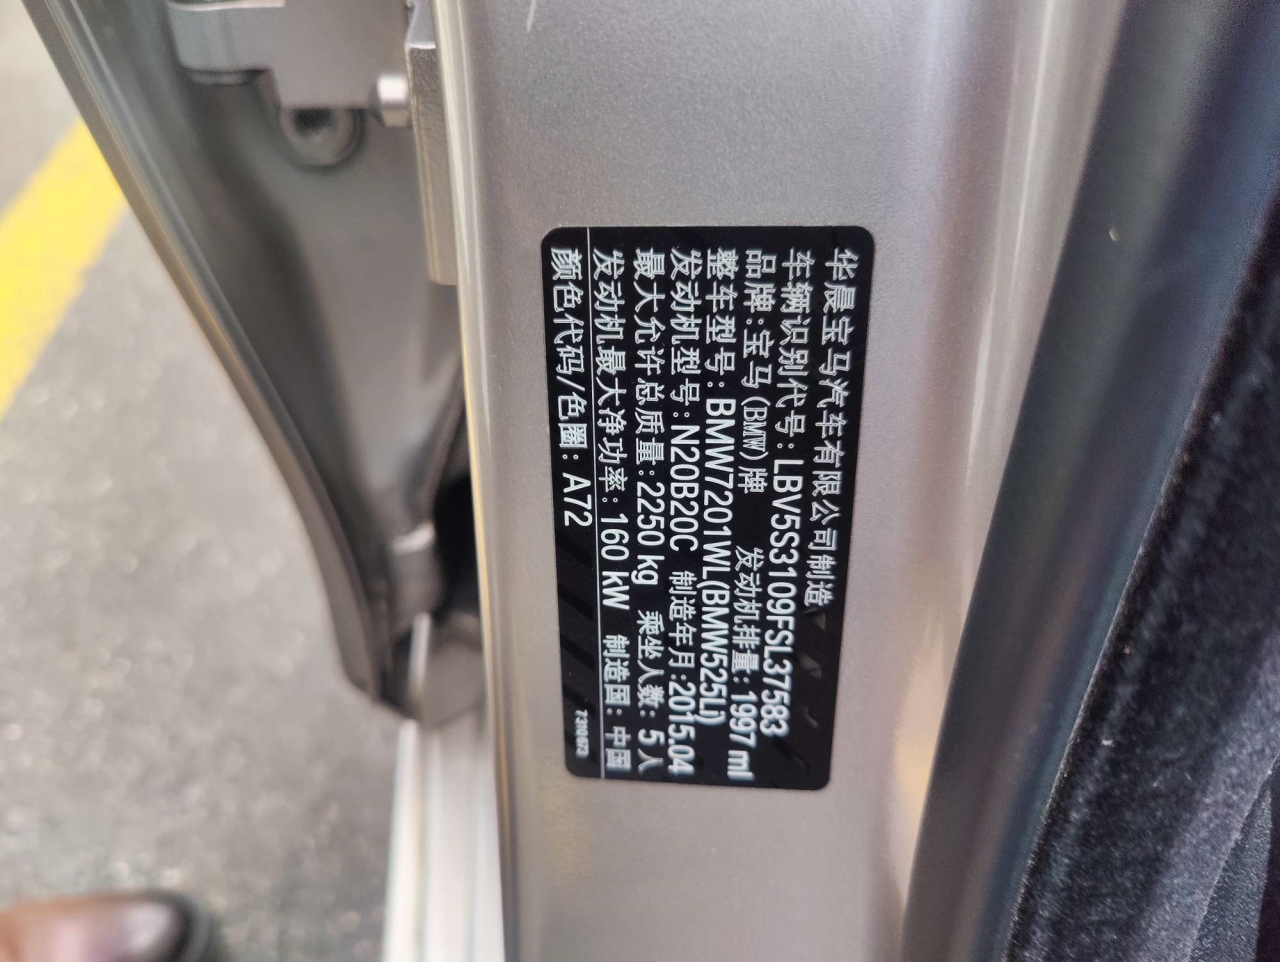 华晨宝马汽车有限公司制造
车辆识别代号：LBV5S3109FSL37583
品牌：宝马(BMW)牌 发动机排量：1997 ml
整车型号：BMW7201WL(BMW525Li)
发动机型号：N20B20C 制造年月：2015.04
最大允许总质量：2250 kg 乘坐人数：5人
发动机最大净功率：160 kW 制造国：中国
颜色代码/色圈：A72